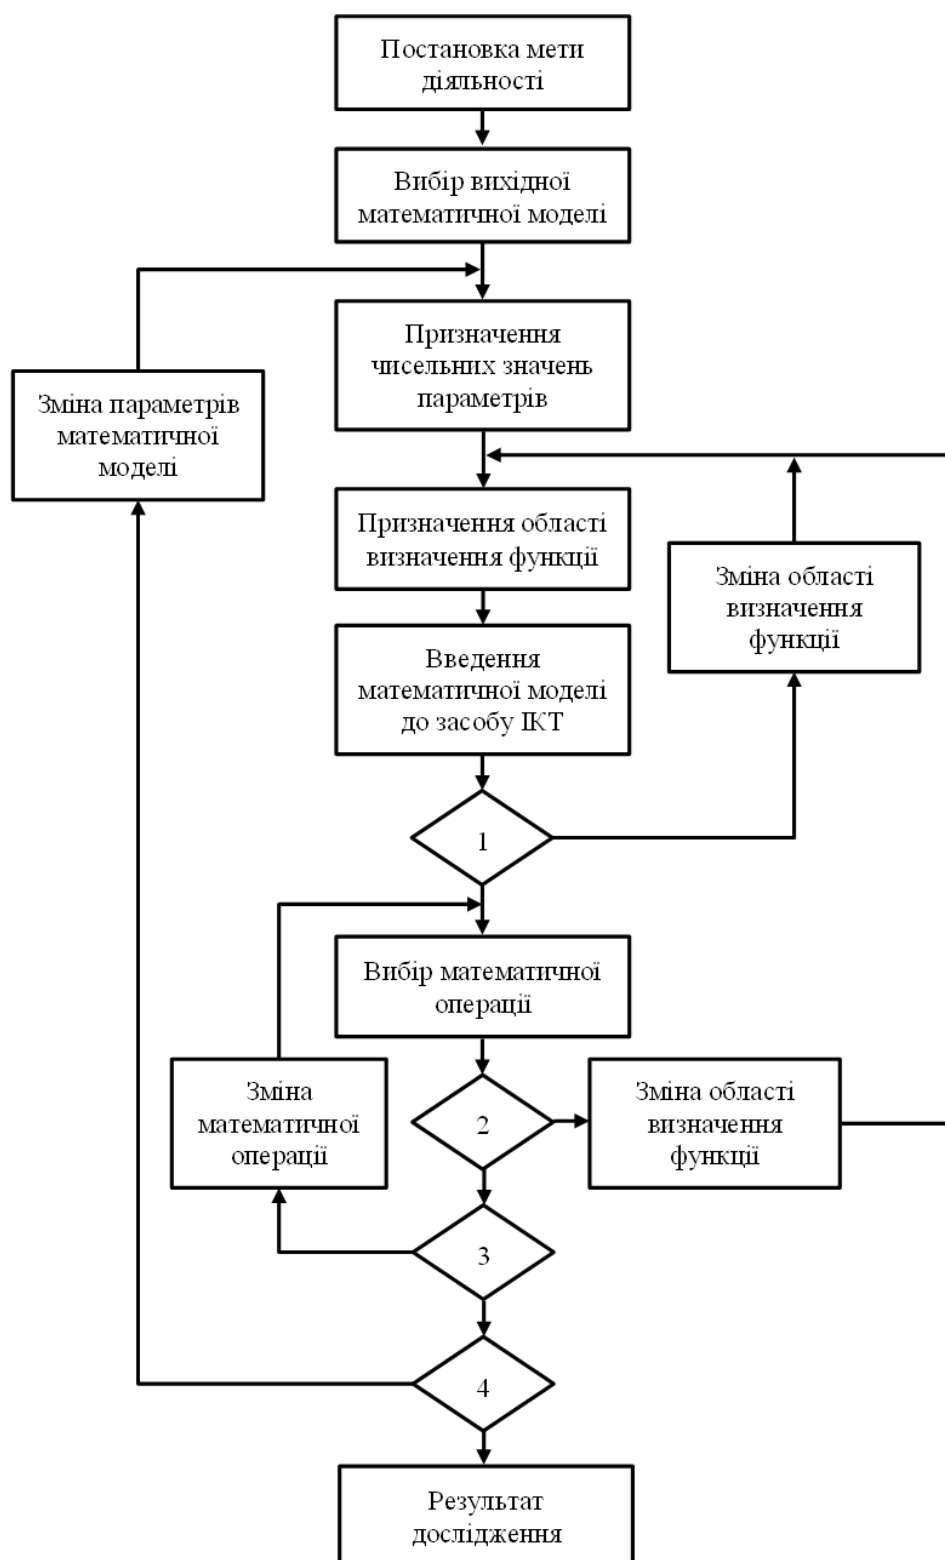 Постановка мети
діяльності
Вибір вихідної
математичної моделі
Призначення
чисельних значень
параметрів
Зміна параметрів
математичної
моделі
Призначення області
визначення функції
Зміна області
визначення
функції
Введення
математичної моделі
до засобу ІКТ
1
Вибір математичної
операції
Зміна
математичної
операції
2
Зміна області
визначення
функції
3
4
Результат
дослідження